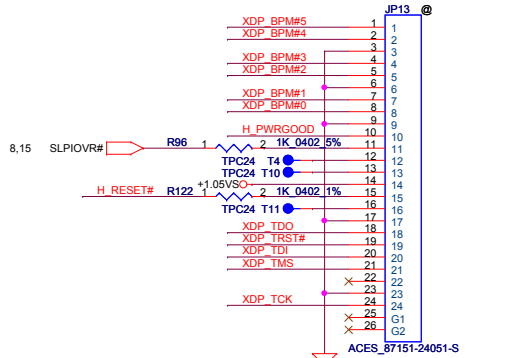 JP13 @
XDP_BPM#5 1 1
XDP_BPM#4 2 2
3 3
XDP_BPM#3 4 4
XDP_BPM#2 5 5
6 6
XDP_BPM#1 7 7
XDP_BPM#0 8 8
9 9
H_PWRGOOD 10 10
8,15 SLPIOVR# R96 1 2 1K_0402_5% 11 11
TPC24 T4 12 12
TPC24 T10 13 13
+1.05VS 14 14
H_RESET# R122 1 2 1K_0402_1% 15 15
TPC24 T11 16 16
17 17
XDP_TDO 18 18
XDP_TRST# 19 19
XDP_TDI 20 20
XDP_TMS 21 21
22 22
23 23
XDP_TCK 24 24
25 G1
26 G2
ACES_87151-24051-S